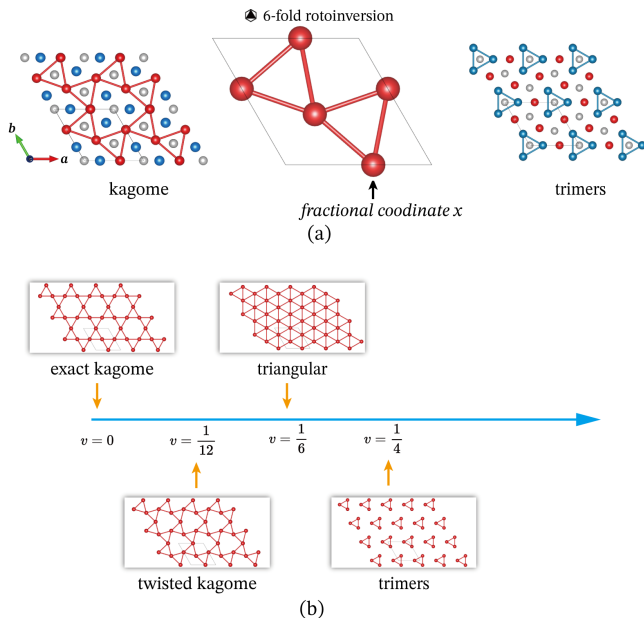 6-fold rotoinversion
b
a
kagome
fractional coodinate x
trimers
(a)
exact kagome
triangular
v = 0
v = 1/12
v = 1/6
v = 1/4
twisted kagome
trimers
(b)